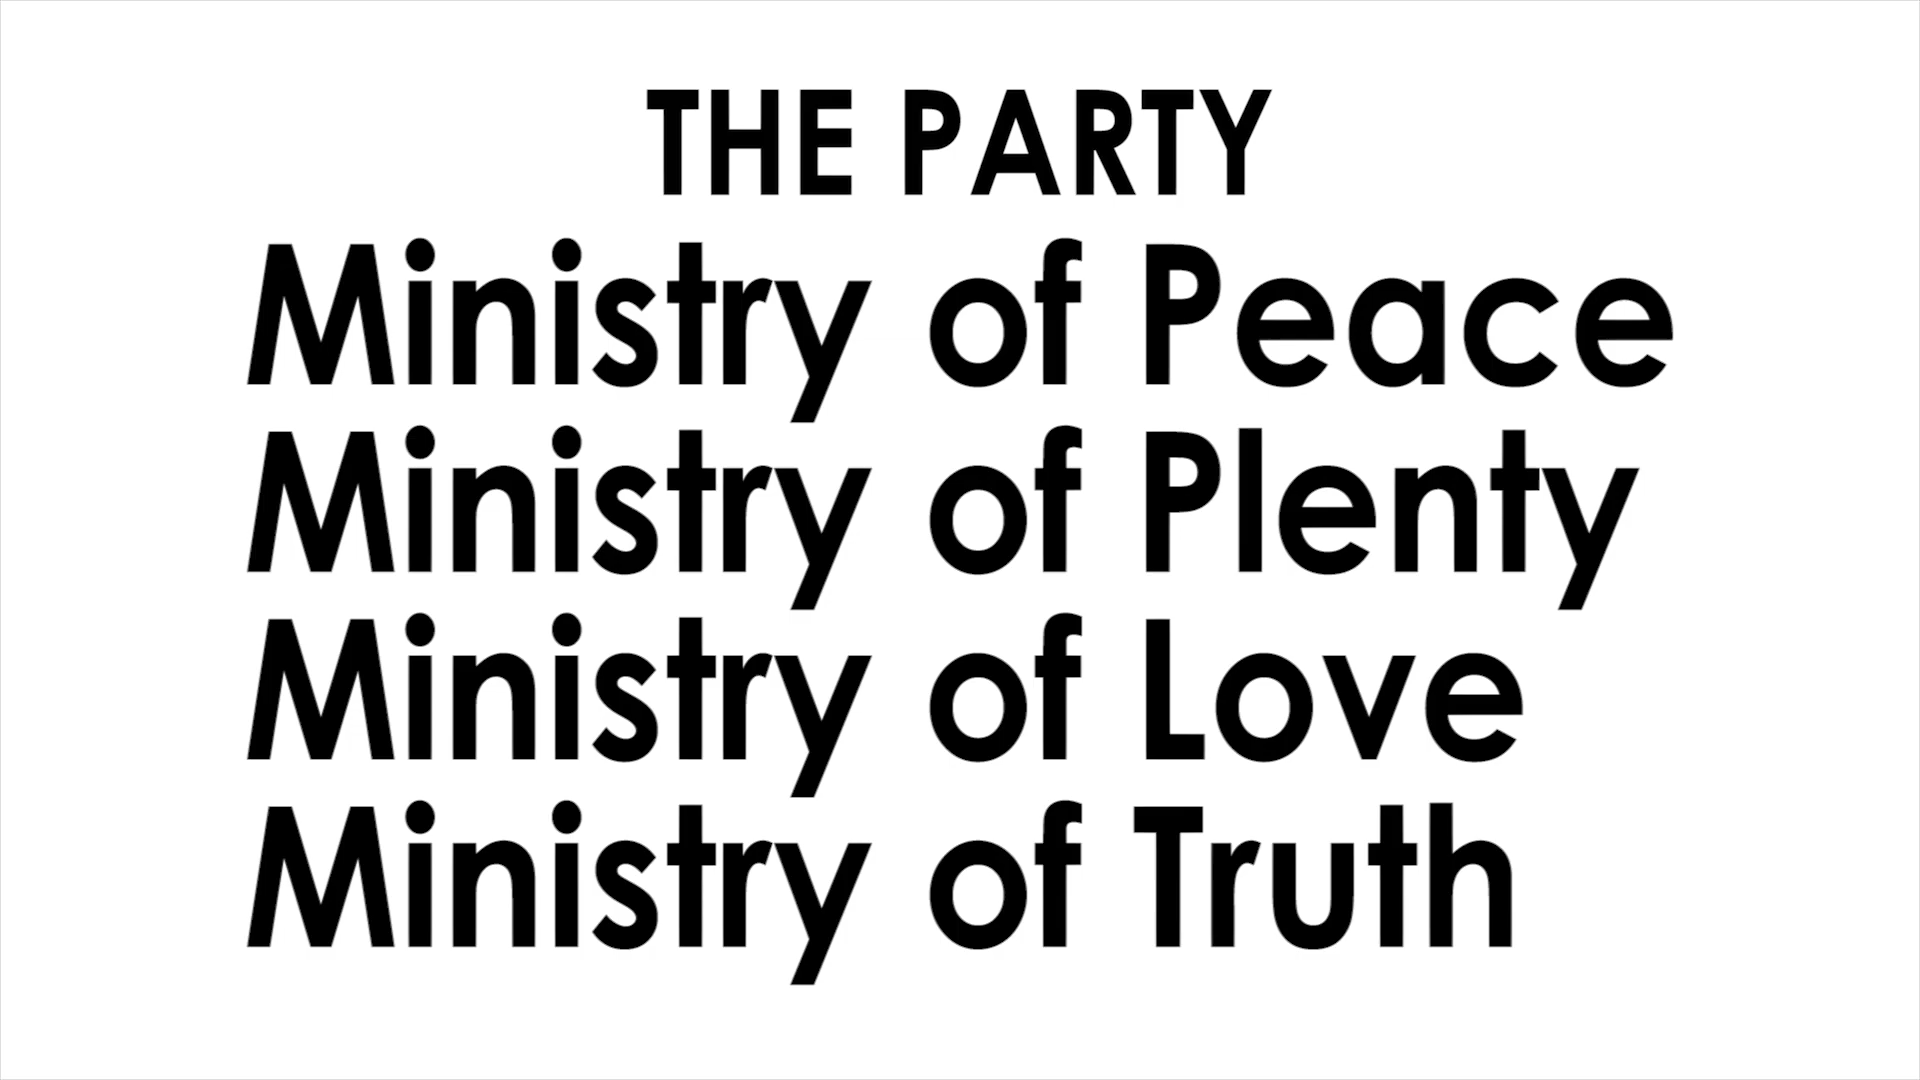 THE PARTY
Ministry of Peace
Ministry of Plenty
Ministry of Love
Ministry of Truth